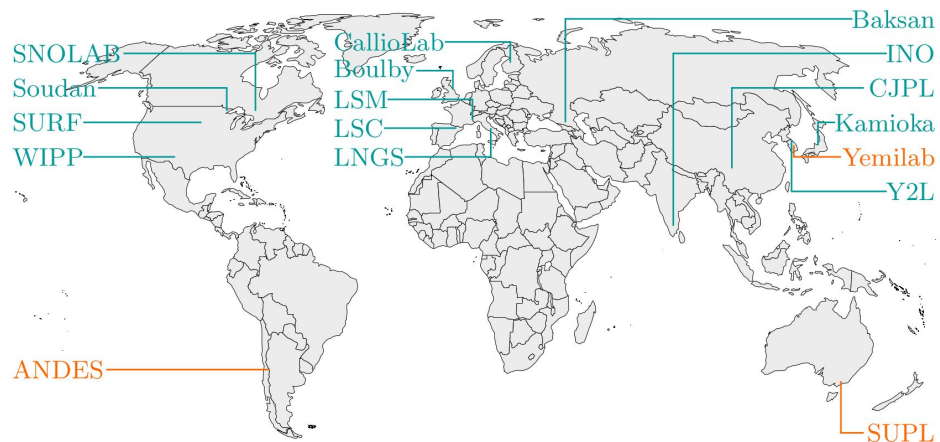 SNOLAB
Soudan
SURF
WIPP
ANDES
CallioLab
Boulby
LSM
LSC
LNGS
Baksan
INO
CJPL
Kamioka
Yemilab
Y2L
SUPL